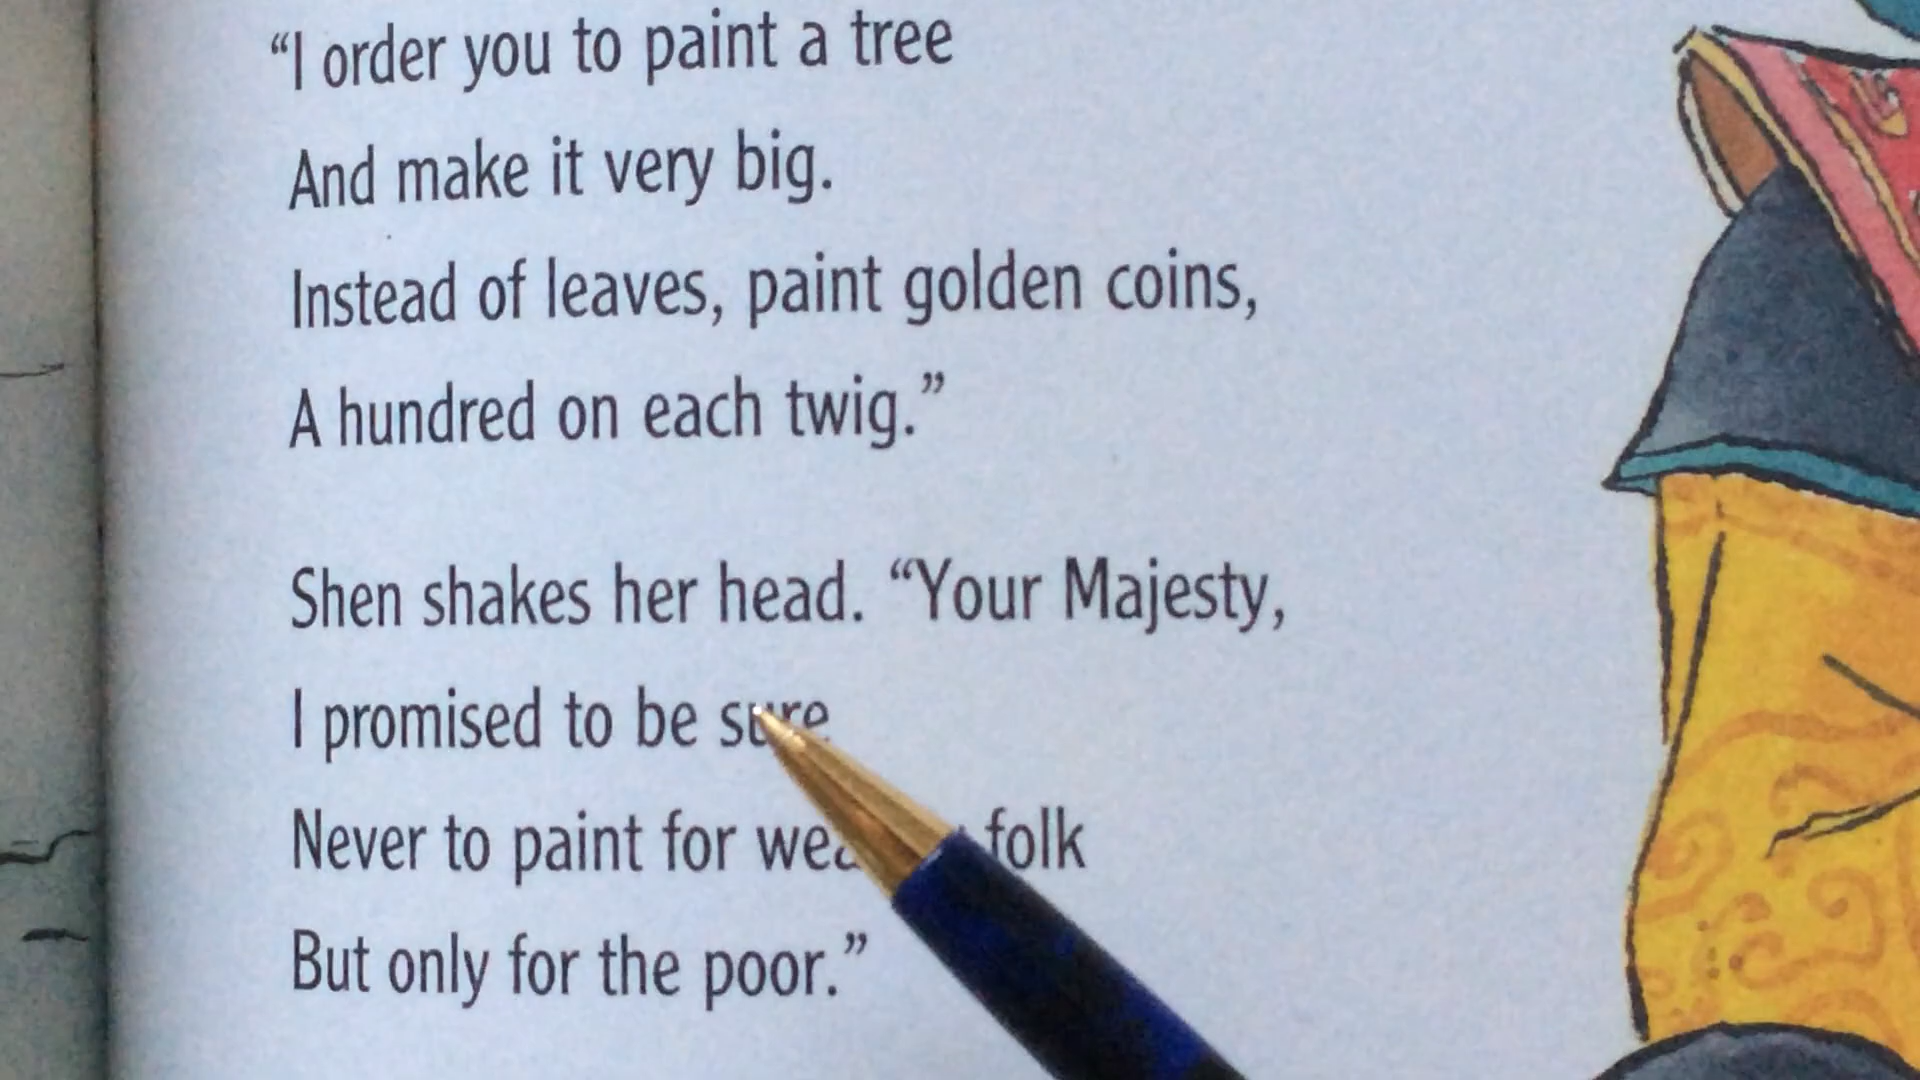 “I order you to paint a tree
And make it very big.
Instead of leaves, paint golden coins,
A hundred on each twig.”
Shen shakes her head. “Your Majesty,
I promised to be sure
Never to paint for folk
But only for the poor.”